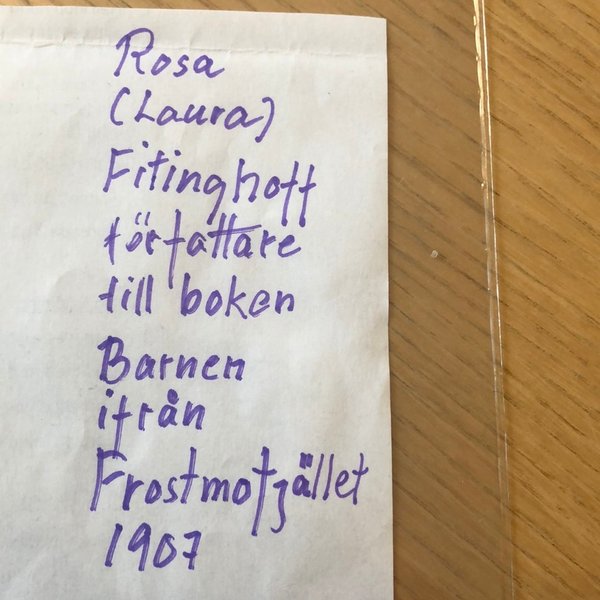 Rosa
(Laura)
Fitinghoff
författare
till boken
Barnen
ifrån
Frostmofjället
1907